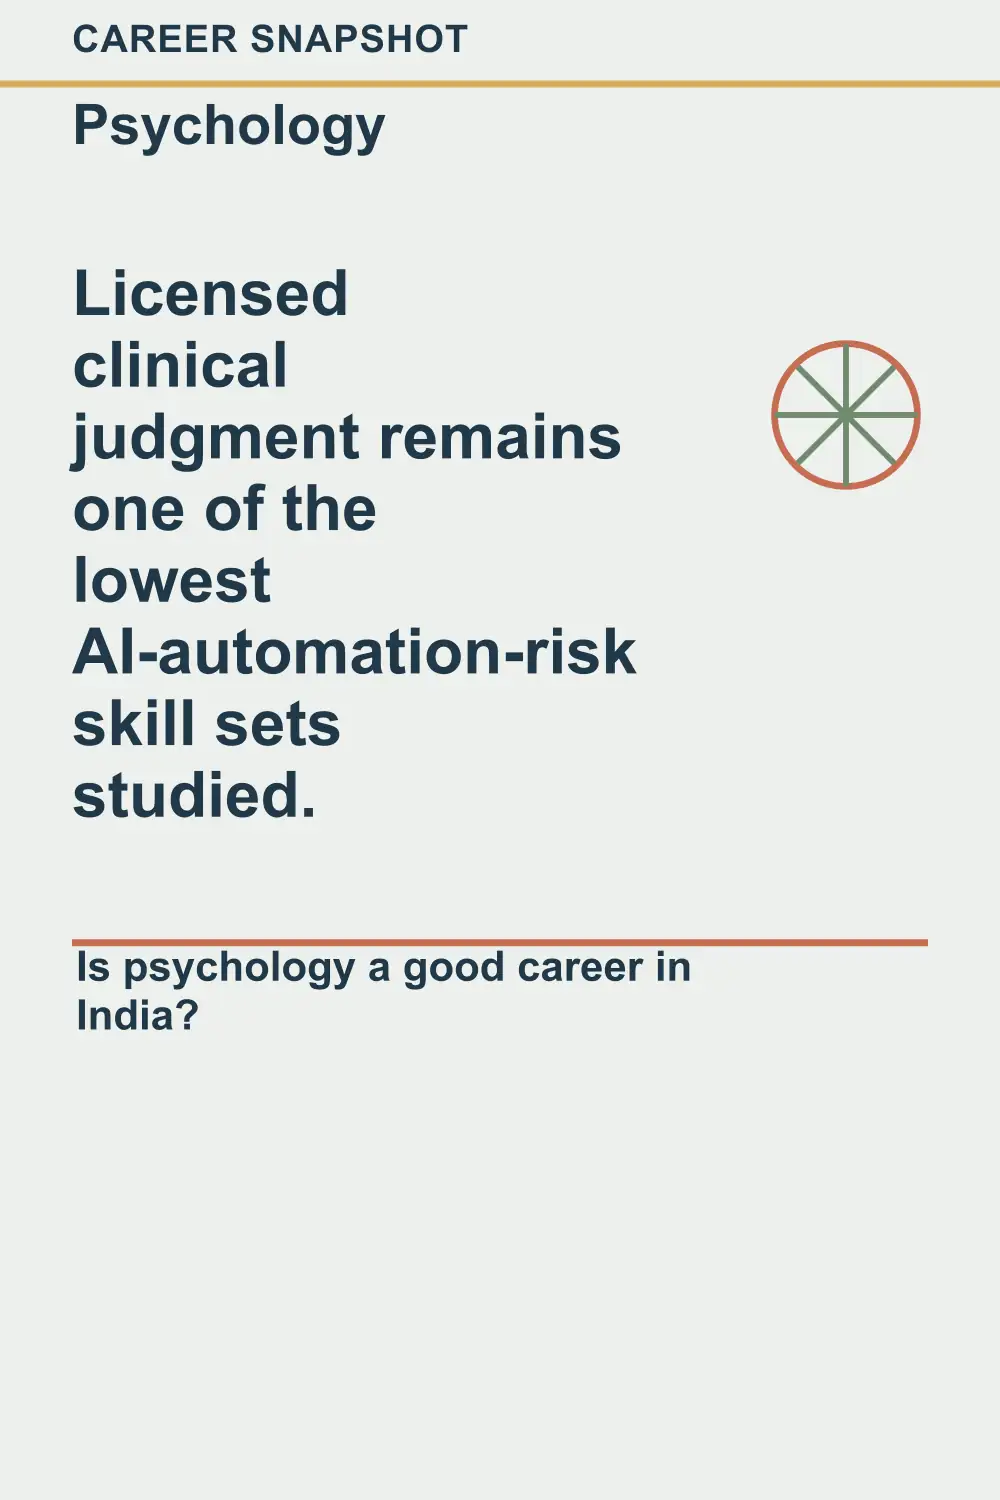 CAREER SNAPSHOT
Psychology
Licensed
clinical
judgment remains
one of the
lowest
AI-automation-risk
skill sets
studied.
Is psychology a good career in
India?